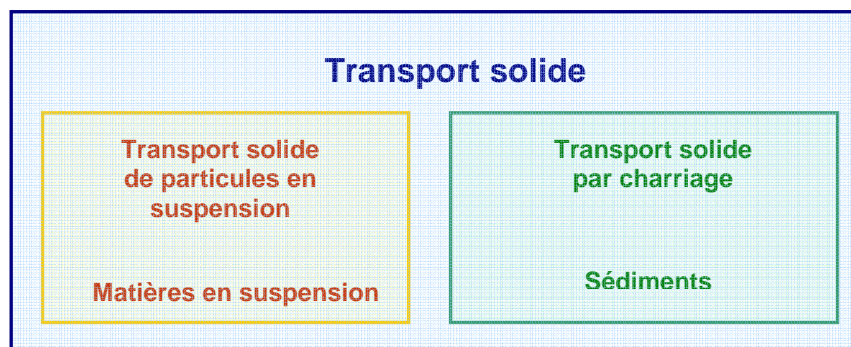 Transport solide
Transport solide
de particules en
suspension
Matières en suspension
Transport solide
par charriage
Sédiments